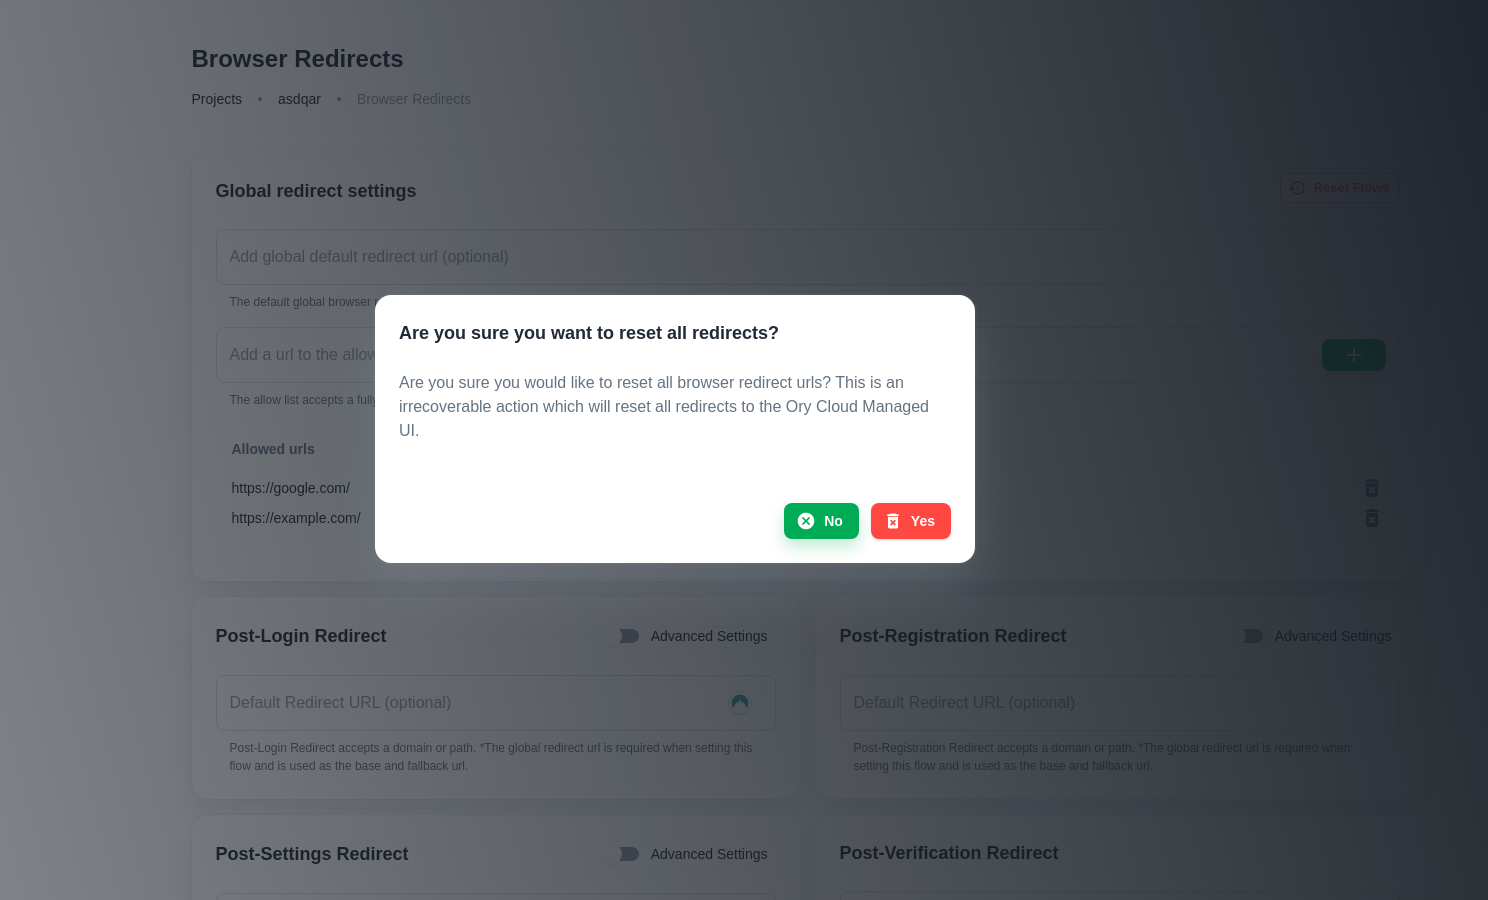 Browser Redirects
Projects • asdqar • Browser Redirects
Global redirect settings
Reset Flows
Add global default redirect url (optional)
The default global browser
Are you sure you want to reset all redirects?
Add a url to the allow
Are you sure you would like to reset all browser redirect urls? This is an
irrecoverable action which will reset all redirects to the Ory Cloud Managed
UI.
The allow list accepts a fully
Allowed urls
https://google.com/
https://example.com/
No
Yes
Post-Login Redirect
Advanced Settings
Default Redirect URL (optional)
Post-Login Redirect accepts a domain or path. *The global redirect url is required when setting this
flow and is used as the base and fallback url.
Post-Registration Redirect
Advanced Settings
Default Redirect URL (optional)
Post-Registration Redirect accepts a domain or path. *The global redirect url is required when
setting this flow and is used as the base and fallback url.
Post-Settings Redirect
Advanced Settings
Post-Verification Redirect